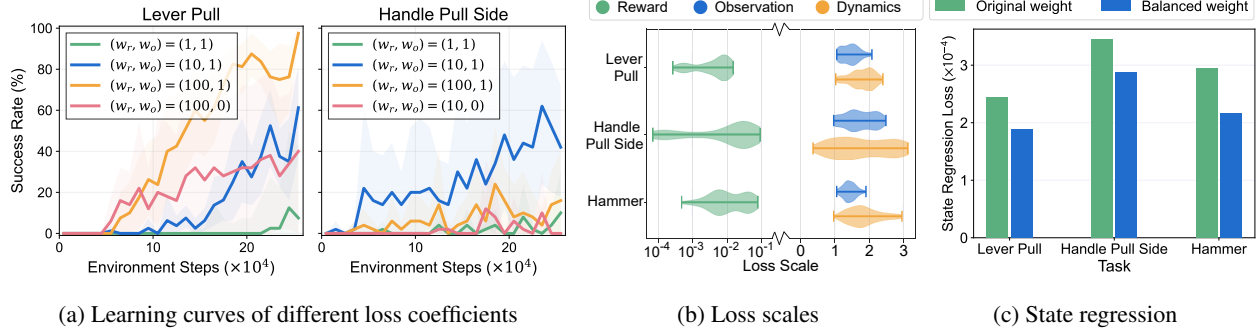 Lever Pull
Handle Pull Side
Success Rate (%)
100
80
60
40
20
0
(w_r, w_o) = (1, 1)
(w_r, w_o) = (10, 1)
(w_r, w_o) = (100, 1)
(w_r, w_o) = (100, 0)
10
20
Environment Steps (×10⁴)
(w_r, w_o) = (1, 1)
(w_r, w_o) = (10, 1)
(w_r, w_o) = (100, 1)
(w_r, w_o) = (10, 0)
0
10
20
Environment Steps (×10⁴)
(a) Learning curves of different loss coefficients
Reward
Observation
Dynamics
Lever
Pull
Handle
Pull Side
Hammer
10⁻⁴
10⁻³
10⁻²
10⁻¹
0
1
2
3
Loss Scale
(b) Loss scales
Original weight
Balanced weight
State Regression Loss (×10⁻⁴)
3
2
1
0
Lever Pull
Handle Pull Side
Hammer
Task
(c) State regression